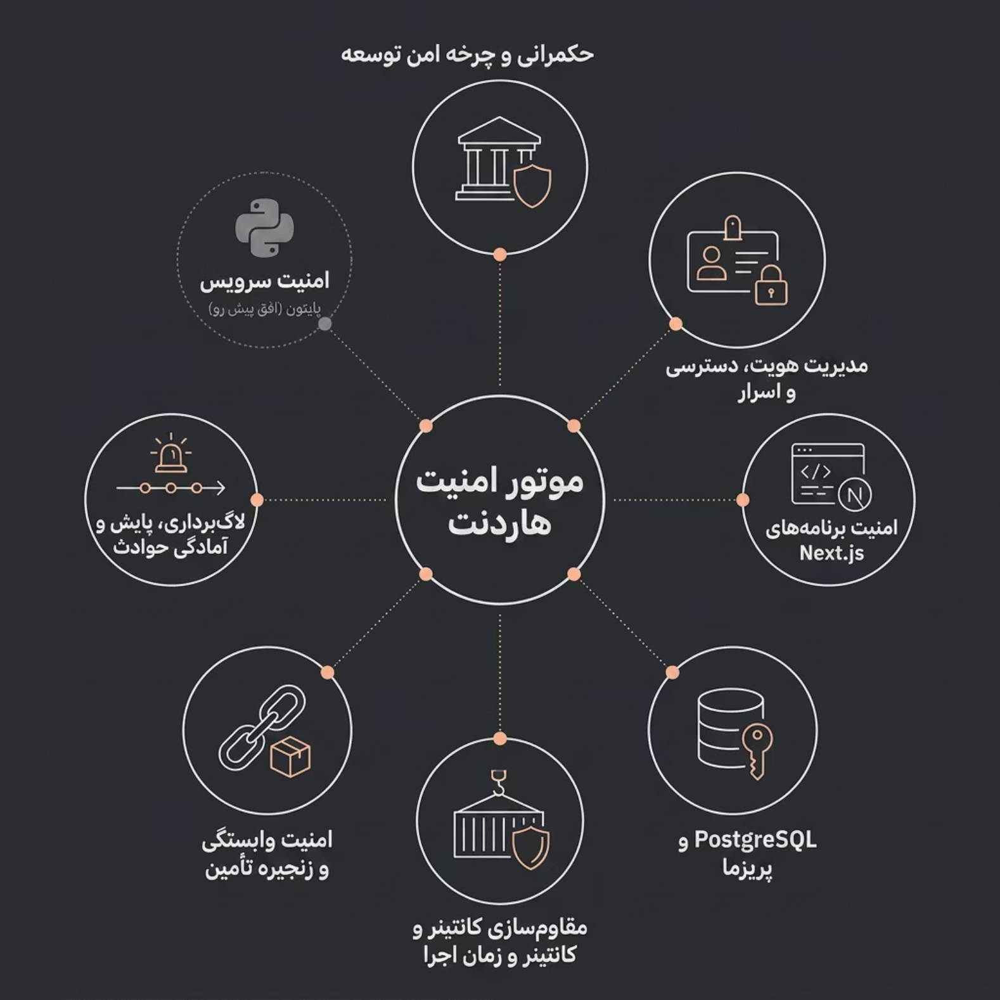 حکمرانی و چرخه امن توسعه
امنیت سرویس
پایتون (افق پیش رو)
مدیریت هویت، دسترسی
و اسرار
موتور امنیت
هاردنت
لاگ‌برداری، پایش و
آمادگی حوادث
امنیت برنامه‌های
Next.js
امنیت وابستگی
و زنجیره تأمین
PostgreSQL و
پریزما
مقاوم‌سازی کانتینر و
کانتینر و زمان اجرا